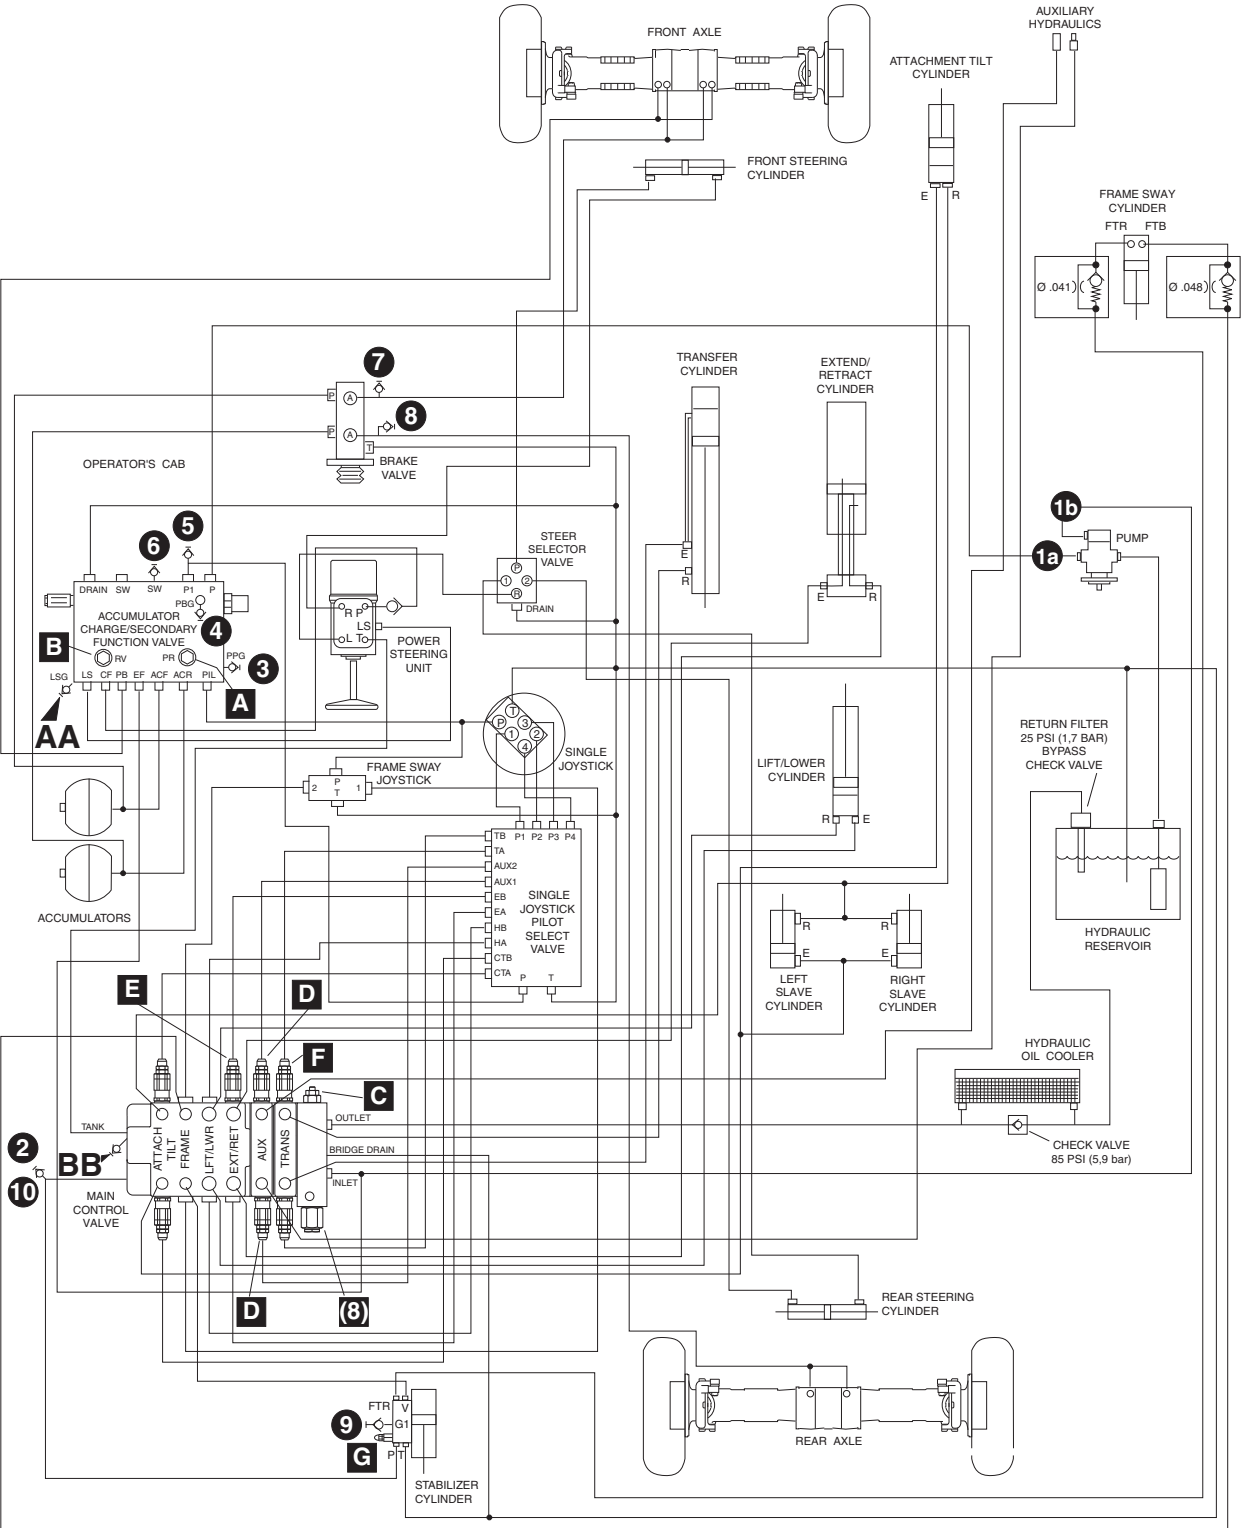 AUXILIARY
HYDRAULICS
FRONT AXLE
ATTACHMENT TILT
CYLINDER
FRONT STEERING
CYLINDER
E R
FRAME SWAY
CYLINDER
FTR FTB
Ø .041
Ø .048
7
TRANSFER
CYLINDER
EXTEND/
RETRACT
CYLINDER
P A
8
P A
T
BRAKE
VALVE
OPERATOR'S CAB
1b
PUMP
1a
5
6
STEER
SELECTOR
VALVE
P
1 2
R
DRAIN
E
R
E R
DRAIN SW SW P1 P
PBG
ACCUMULATOR
CHARGE/SECONDARY
FUNCTION VALVE
4
B
RV
PR
PPG
3
LSG
LS CF PB EF ACF ACR PIL
A
AA
R P
LS
L T
POWER
STEERING
UNIT
T
P 3
1 2
4
SINGLE
JOYSTICK
FRAME SWAY
JOYSTICK
2 P 1
T
LIFT/LOWER
CYLINDER
R E
RETURN FILTER
25 PSI (1,7 BAR)
BYPASS
CHECK VALVE
ACCUMULATORS
TB P1 P2 P3 P4
TA
AUX2
AUX1
EB
EA
HB
HA
CTB
CTA
SINGLE
JOYSTICK
PILOT
SELECT
VALVE
P T
R R
E E
LEFT
SLAVE
CYLINDER
RIGHT
SLAVE
CYLINDER
HYDRAULIC
RESERVOIR
E
D
F
C
HYDRAULIC
OIL COOLER
CHECK VALVE
85 PSI (5,9 bar)
TANK
OUTLET
BRIDGE DRAIN
INLET
ATTACH
TILT
FRAME
LFT/LWR
EXT/RET
AUX
TRANS
2
BB
10
MAIN
CONTROL
VALVE
D
(8)
REAR STEERING
CYLINDER
FTR V
9
G1
G
P T
STABILIZER
CYLINDER
REAR AXLE